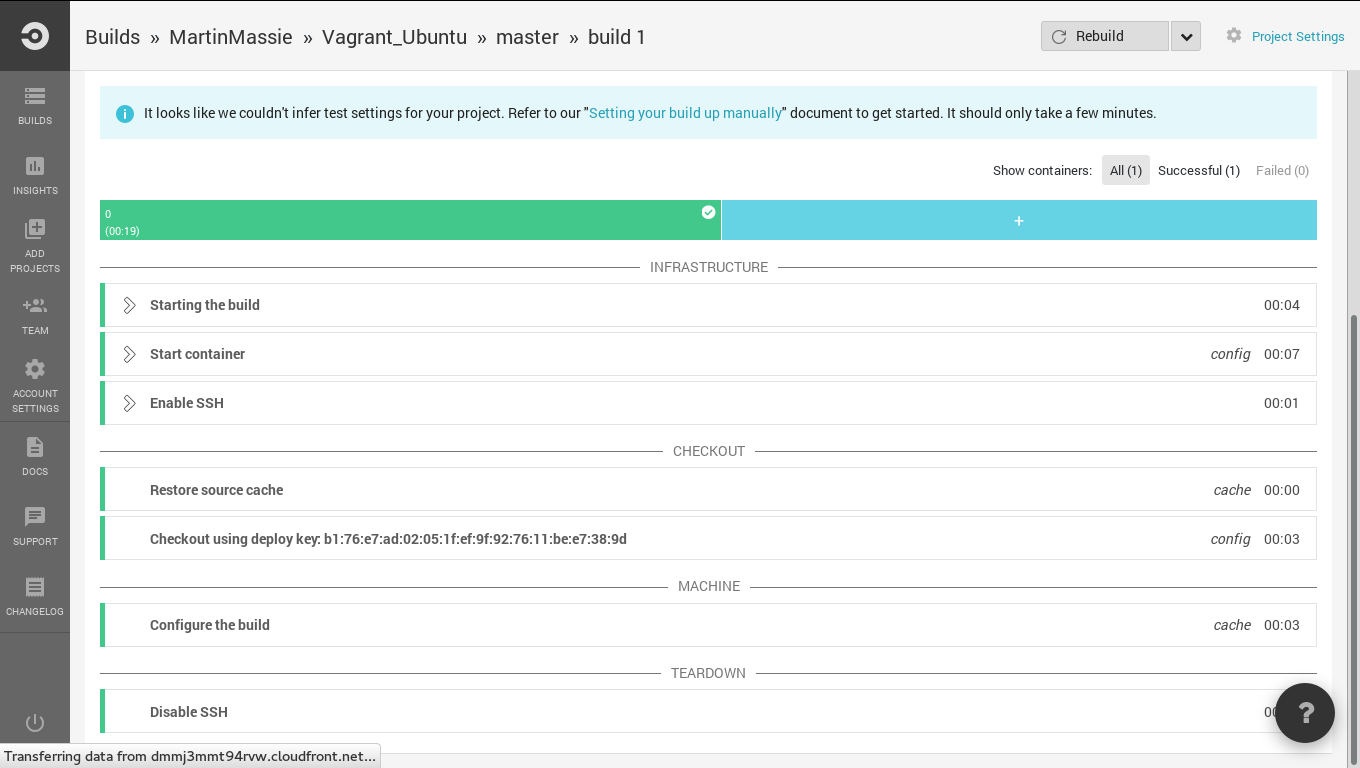 Builds » MartinMassie » Vagrant_Ubuntu » master » build 1
Rebuild
Project Settings
BUILDS
INSIGHTS
ADD
PROJECTS
TEAM
ACCOUNT
SETTINGS
DOCS
SUPPORT
CHANGELOG
It looks like we couldn't infer test settings for your project. Refer to our "Setting your build up manually" document to get started. It should only take a few minutes.
Show containers: All (1) Successful (1) Failed (0)
0
(00:19)
+
INFRASTRUCTURE
Starting the build 00:04
Start container config 00:07
Enable SSH 00:01
CHECKOUT
Restore source cache cache 00:00
Checkout using deploy key: b1:76:e7:ad:02:05:1f:ef:9f:92:76:11:be:e7:38:9d config 00:03
MACHINE
Configure the build cache 00:03
TEARDOWN
Disable SSH
?
Transferring data from dmmj3mmt94rvw.cloudfront.net...